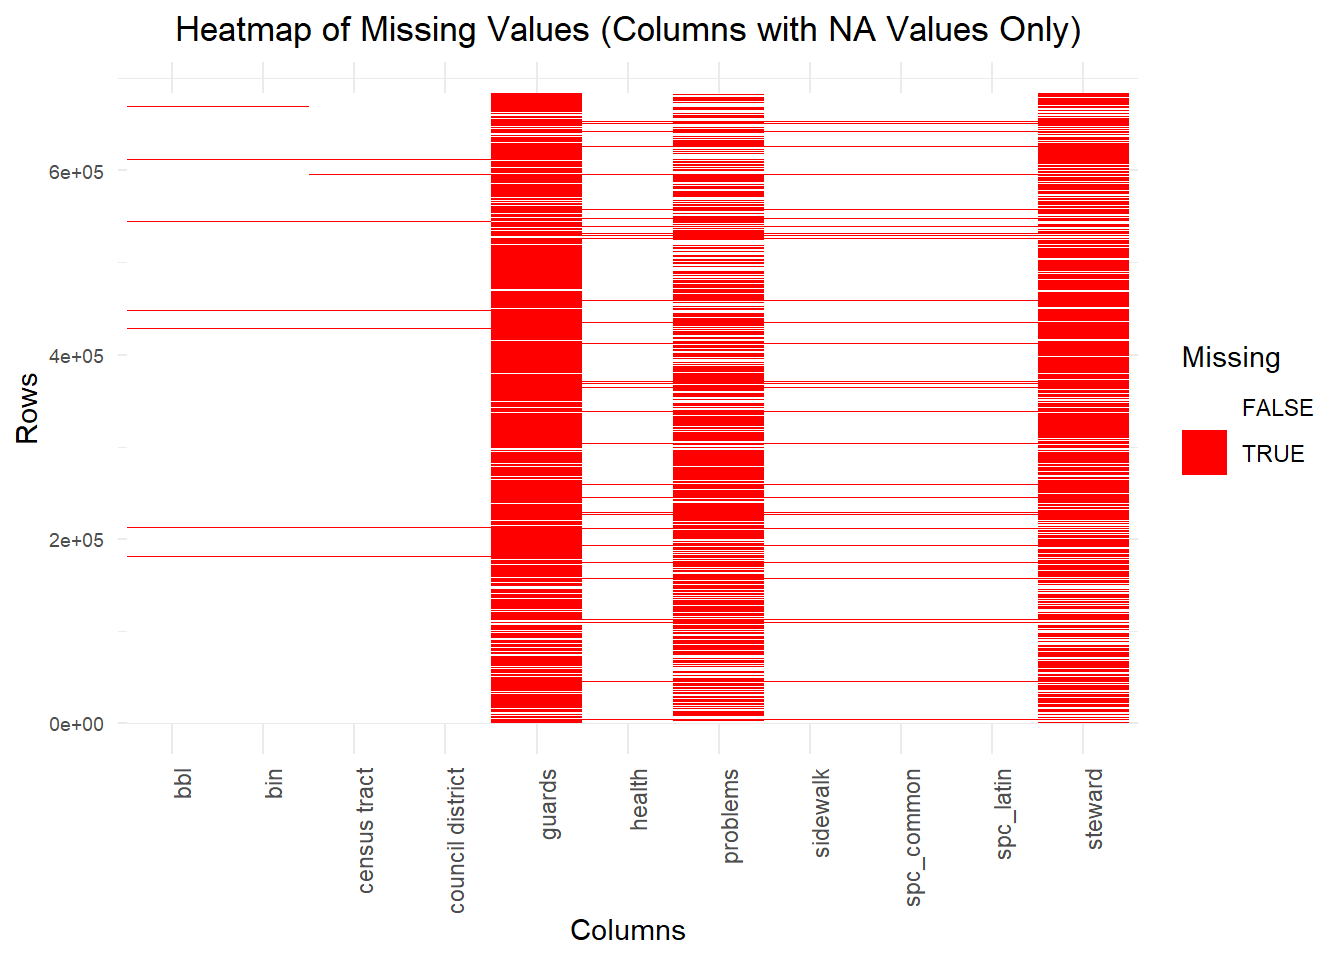 Heatmap of Missing Values (Columns with NA Values Only)
6e+05
4e+05
2e+05
0e+00
Rows
bbl
bin
census tract
council district
guards
health
problems
sidewalk
spc_common
spc_latin
steward
Columns
Missing
FALSE
TRUE